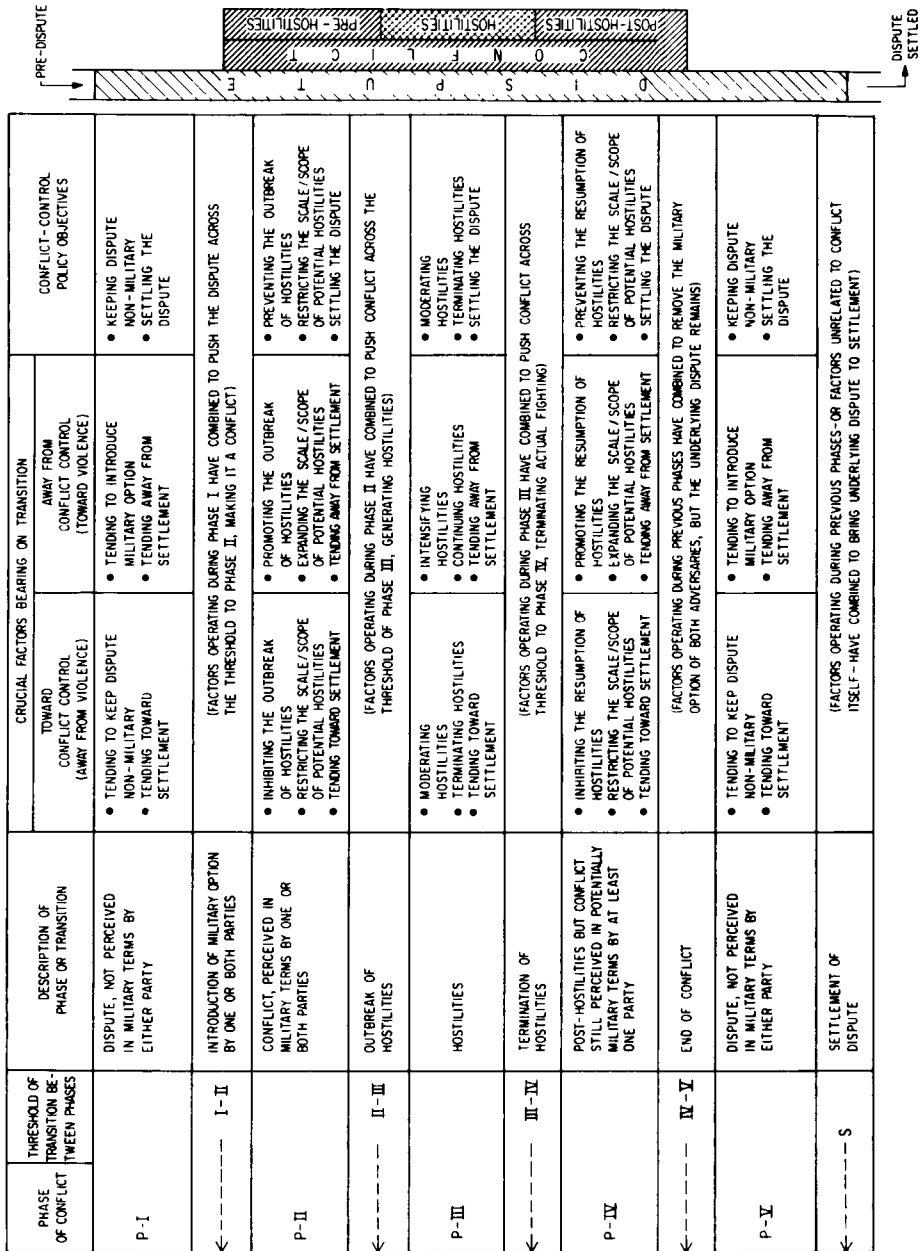 PHASE
OF CONFLICT
THRESHOLD OF
TRANSITION BE-
TWEEN PHASES
DESCRIPTION OF
PHASE OR TRANSITION
CRUCIAL FACTORS BEARING ON TRANSITION
TOWARD
CONFLICT CONTROL
(AWAY FROM VIOLENCE)
AWAY FROM
CONFLICT CONTROL
(TOWARD VIOLENCE)
CONFLICT-CONTROL
POLICY OBJECTIVES
PRE-DISPUTE
P-I
DISPUTE, NOT PERCEIVED
IN MILITARY TERMS BY
EITHER PARTY
• TENDING TO KEEP DISPUTE
NON-MILITARY
• TENDING TOWARD
SETTLEMENT
• TENDING TO INTRODUCE
MILITARY OPTION
• TENDING AWAY FROM
SETTLEMENT
• KEEPING DISPUTE
NON-MILITARY
• SETTLING THE
DISPUTE
I-II
INTRODUCTION OF MILITARY OPTION
BY ONE OR BOTH PARTIES
(FACTORS OPERATING DURING PHASE I HAVE COMBINED TO PUSH THE DISPUTE ACROSS
THE THRESHOLD TO PHASE II, MAKING IT A CONFLICT)
P-II
CONFLICT, PERCEIVED IN
MILITARY TERMS BY ONE OR
BOTH PARTIES
• INHIBITING THE OUTBREAK
OF HOSTILITIES
• RESTRICTING THE SCALE/SCOPE
OF POTENTIAL HOSTILITIES
• TENDING TOWARD SETTLEMENT
• PROMOTING THE OUTBREAK
OF HOSTILITIES
• EXPANDING THE SCALE/SCOPE
OF POTENTIAL HOSTILITIES
• TENDING AWAY FROM SETTLEMENT
• PREVENTING THE OUTBREAK
OF HOSTILITIES
• RESTRICTING THE SCALE/SCOPE
OF POTENTIAL HOSTILITIES
• SETTLING THE DISPUTE
II-III
OUTBREAK OF
HOSTILITIES
(FACTORS OPERATING DURING PHASE II HAVE COMBINED TO PUSH CONFLICT ACROSS THE
THRESHOLD OF PHASE III, GENERATING HOSTILITIES)
P-III
HOSTILITIES
• MODERATING
HOSTILITIES
• TERMINATING HOSTILITIES
• TENDING TOWARD
SETTLEMENT
• INTENSIFYING
HOSTILITIES
• CONTINUING HOSTILITIES
• TENDING AWAY FROM
SETTLEMENT
• MODERATING
HOSTILITIES
• TERMINATING HOSTILITIES
• SETTLING THE DISPUTE
III-IV
TERMINATION OF
HOSTILITIES
(FACTORS OPERATING DURING PHASE III HAVE COMBINED TO PUSH CONFLICT ACROSS
THRESHOLD TO PHASE IV, TERMINATING ACTUAL FIGHTING)
P-IV
POST-HOSTILITIES BUT CONFLICT
STILL PERCEIVED IN POTENTIALLY
MILITARY TERMS BY AT LEAST
ONE PARTY
• INHIBITING THE RESUMPTION OF
HOSTILITIES
• RESTRICTING THE SCALE/SCOPE
OF POTENTIAL HOSTILITIES
• TENDING TOWARD SETTLEMENT
• PROMOTING THE RESUMPTION OF
HOSTILITIES
• EXPANDING THE SCALE/SCOPE
OF POTENTIAL HOSTILITIES
• TENDING AWAY FROM SETTLEMENT
• PREVENTING THE RESUMPTION OF
HOSTILITIES
• RESTRICTING THE SCALE/SCOPE
OF POTENTIAL HOSTILITIES
• SETTLING THE DISPUTE
IV-V
END OF CONFLICT
(FACTORS OPERATING DURING PREVIOUS PHASES HAVE COMBINED TO REMOVE THE MILITARY
OPTION OF BOTH ADVERSARIES, BUT THE UNDERLYING DISPUTE REMAINS)
P-V
DISPUTE, NOT PERCEIVED
IN MILITARY TERMS BY
EITHER PARTY
• TENDING TO KEEP DISPUTE
NON-MILITARY
• TENDING TOWARD
SETTLEMENT
• TENDING TO INTRODUCE
MILITARY OPTION
• TENDING AWAY FROM
SETTLEMENT
• KEEPING DISPUTE
NON-MILITARY
• SETTLING THE
DISPUTE
S
SETTLEMENT OF
DISPUTE
(FACTORS OPERATING DURING PREVIOUS PHASES-OR FACTORS UNRELATED TO CONFLICT
ITSELF-HAVE COMBINED TO BRING UNDERLYING DISPUTE TO SETTLEMENT)
DISPUTE
CONFLICT
PRE-HOSTILITIES
HOSTILITIES
POST-HOSTILITIES
DISPUTE
SETTLED